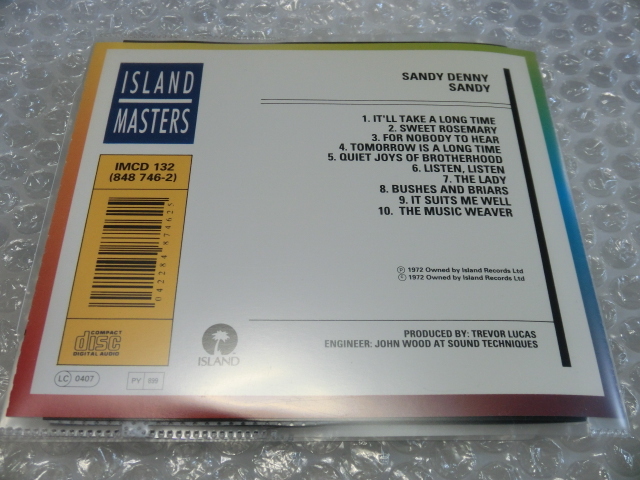 ISLAND
MASTERS
IMCD 132
(848 746-2)
042284874625
COMPACT
disc
DIGITAL AUDIO
LC 0407
PY
SANDY DENNY
SANDY
1. IT'LL TAKE A LONG TIME
2. SWEET ROSEMARY
3. FOR NOBODY TO HEAR
4. TOMORROW IS A LONG TIME
5. QUIET JOYS OF BROTHERHOOD
6. LISTEN, LISTEN
7. THE LADY
8. BUSHES AND BRIARS
9. IT SUITS ME WELL
10. THE MUSIC WEAVER
℗ 1972 Owned by Island Records Ltd
© 1972 Owned by Island Records Ltd
ISLAND
PRODUCED BY: TREVOR LUCAS
ENGINEER: JOHN WOOD AT SOUND TECHNIQUES